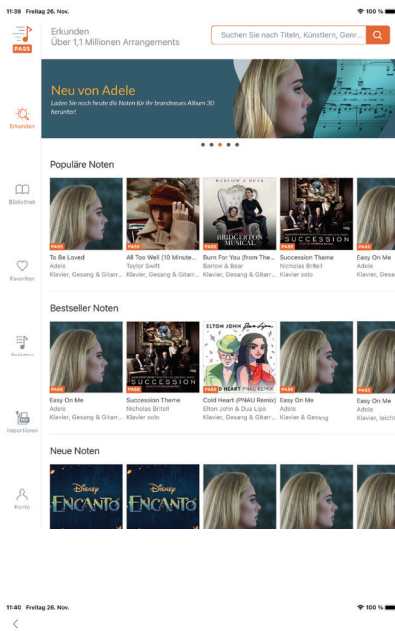 11:39 Freitag 26. Nov.
100 %
PASS
Erkunden
Über 1,1 Millionen Arrangements
Suchen Sie nach Titeln, Künstlern, Genr...
Neu von Adele
Laden Sie noch heute die Noten für ihr brandneues Album 30
herunter!
Erkunden
Bibliothek
Favoriten
Importieren
Konto
Populäre Noten
BARLOW & BEAR
BRIDGERTON
MUSICAL
SUCCESSION
PASS PASS PASS PASS PASS
To Be Loved
Adele
Klavier, Gesang & Gitarr...
All Too Well (10 Minute...
Taylor Swift
Klavier, Gesang & Gitarr...
Burn For You (from The...
Barlow & Bear
Klavier, Gesang & Gitarr...
Succession Theme
Nicholas Britell
Klavier solo
Easy On Me
Adele
Klavier, Gesa
Bestseller Noten
SUCCESSION
ELTON JOHN Dua Lipa
D HEART PNAU REMIX
PASS PASS PASS PASS PASS
Easy On Me
Adele
Klavier, Gesang & Gitarr...
Succession Theme
Nicholas Britell
Klavier solo
Cold Heart (PNAU Remix)
Elton John & Dua Lipa
Klavier, Gesang & Gitarr...
Easy On Me
Adele
Klavier & Gesang
Easy On Me
Adele
Klavier, leicht
Neue Noten
Disney
ENCANTO
Disney
ENCANTO
11:40 Freitag 26. Nov.
100 %